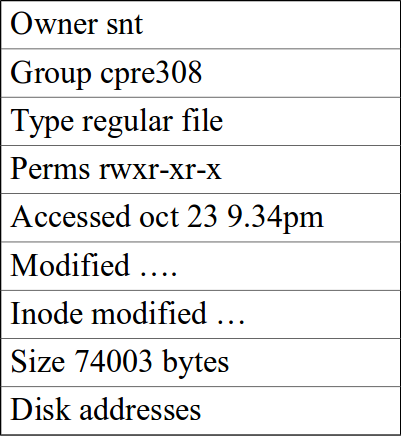 Owner snt
Group cpre308
Type regular file
Perms rwxr-xr-x
Accessed oct 23 9.34pm
Modified ….
Inode modified …
Size 74003 bytes
Disk addresses